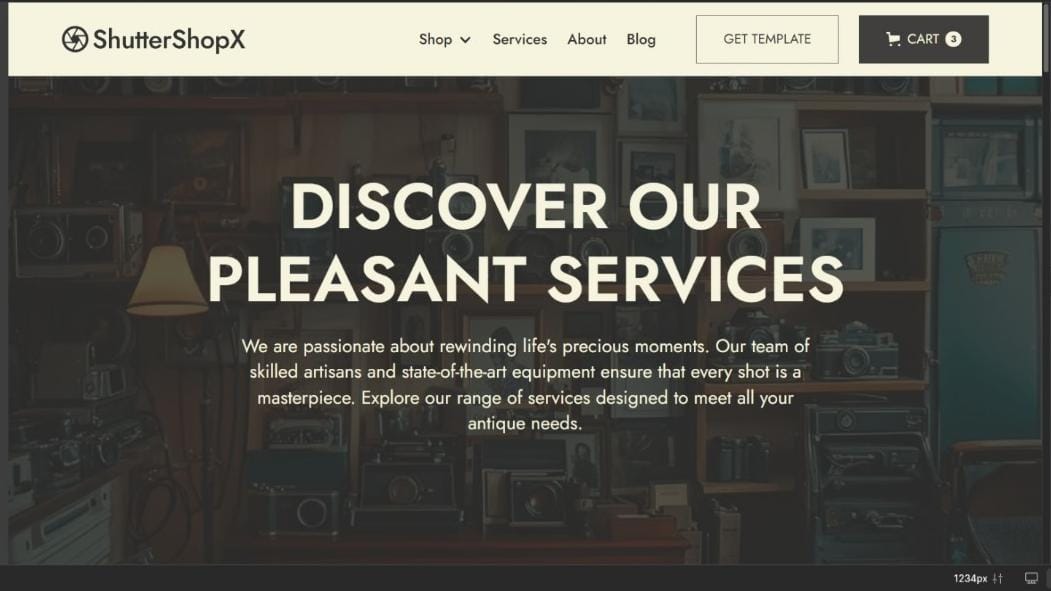 ShutterShopX
Shop
Services
About
Blog
GET TEMPLATE
CART 3
DISCOVER OUR
PLEASANT SERVICES
We are passionate about rewinding life's precious moments. Our team of
skilled artisans and state-of-the-art equipment ensure that every shot is a
masterpiece. Explore our range of services designed to meet all your
antique needs.
1234px